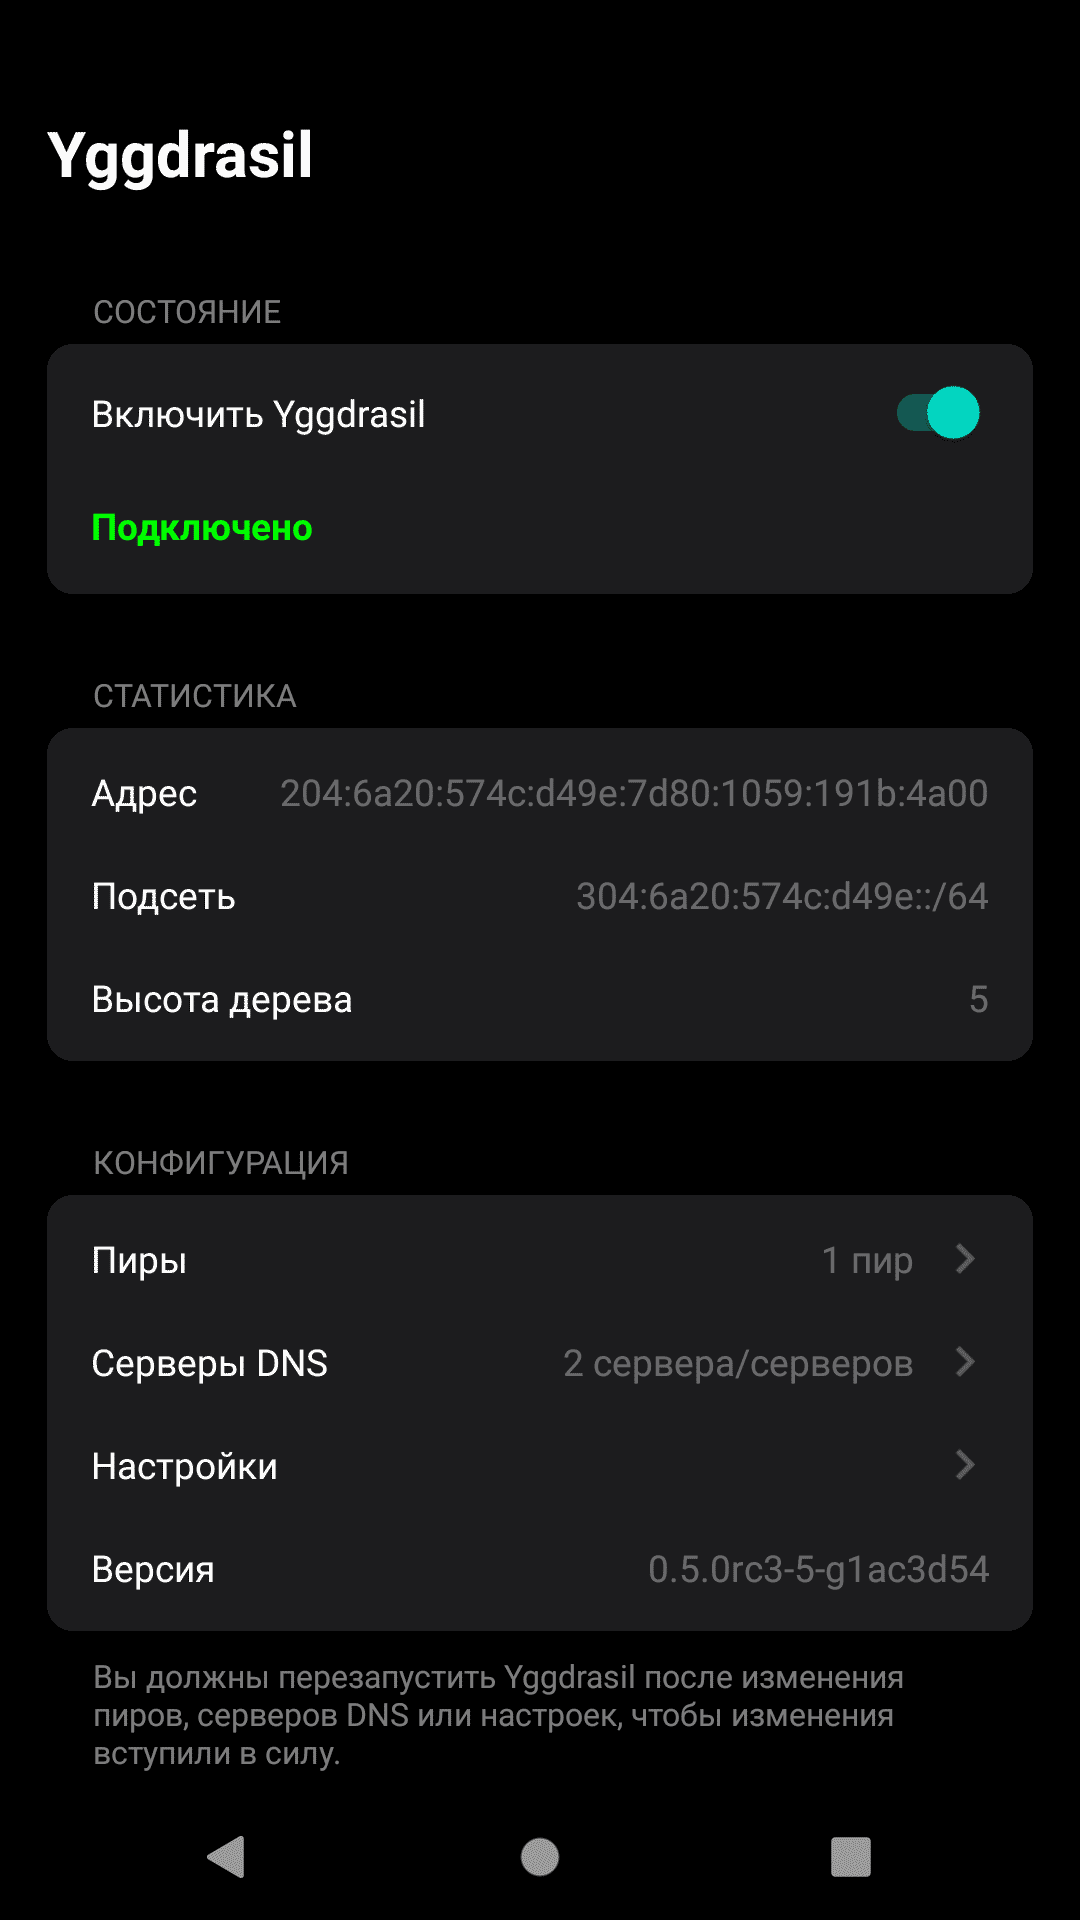 Yggdrasil
СОСТОЯНИЕ
Включить Yggdrasil
Подключено
СТАТИСТИКА
Адрес 204:6a20:574c:d49e:7d80:1059:191b:4a00
Подсеть 304:6a20:574c:d49e::/64
Высота дерева 5
КОНФИГУРАЦИЯ
Пиры 1 пир
Серверы DNS 2 сервера/серверов
Настройки
Версия 0.5.0rc3-5-g1ac3d54
Вы должны перезапустить Yggdrasil после изменения
пиров, серверов DNS или настроек, чтобы изменения
вступили в силу.